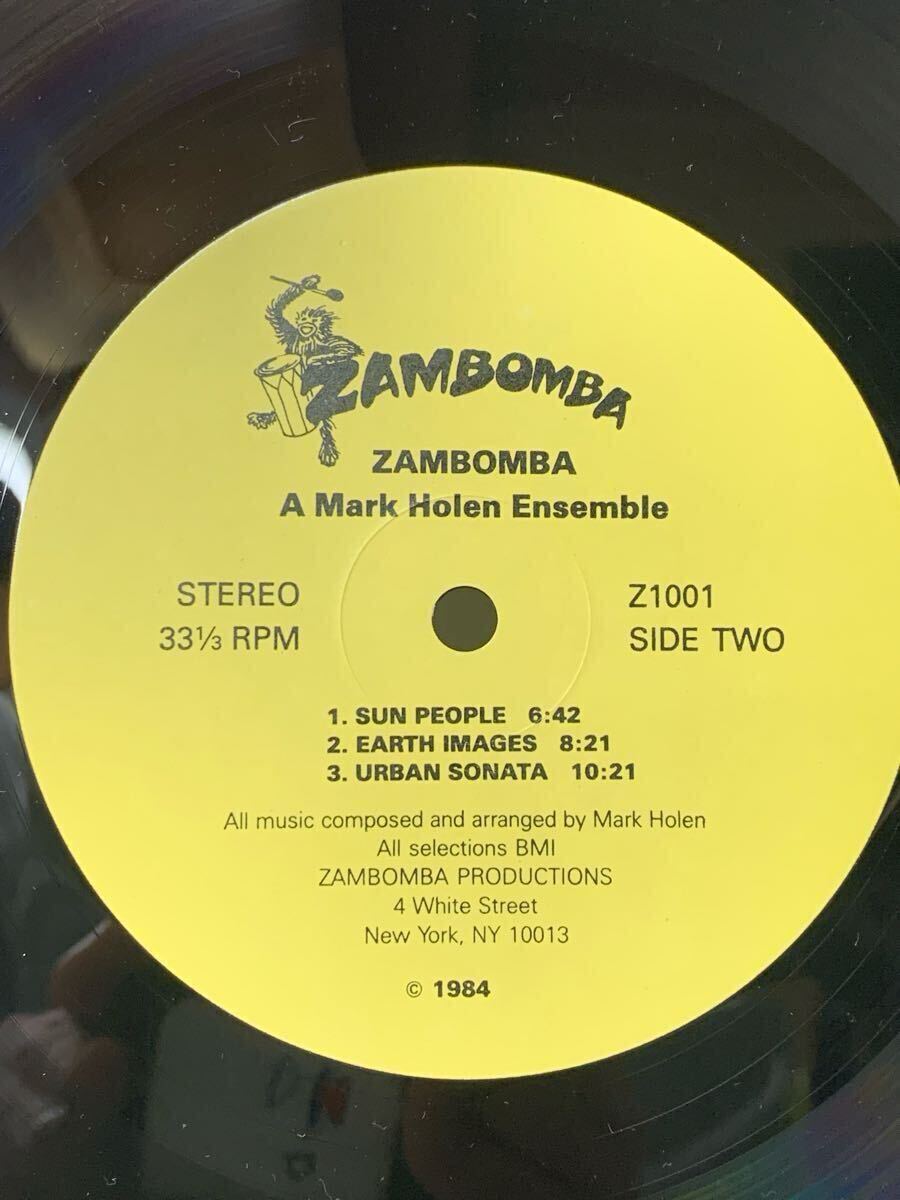 ZAMBOMBA
ZAMBOMBA
A Mark Holen Ensemble
STEREO
33⅓ RPM
Z1001
SIDE TWO
1. SUN PEOPLE 6:42
2. EARTH IMAGES 8:21
3. URBAN SONATA 10:21
All music composed and arranged by Mark Holen
All selections BMI
ZAMBOMBA PRODUCTIONS
4 White Street
New York, NY 10013
© 1984